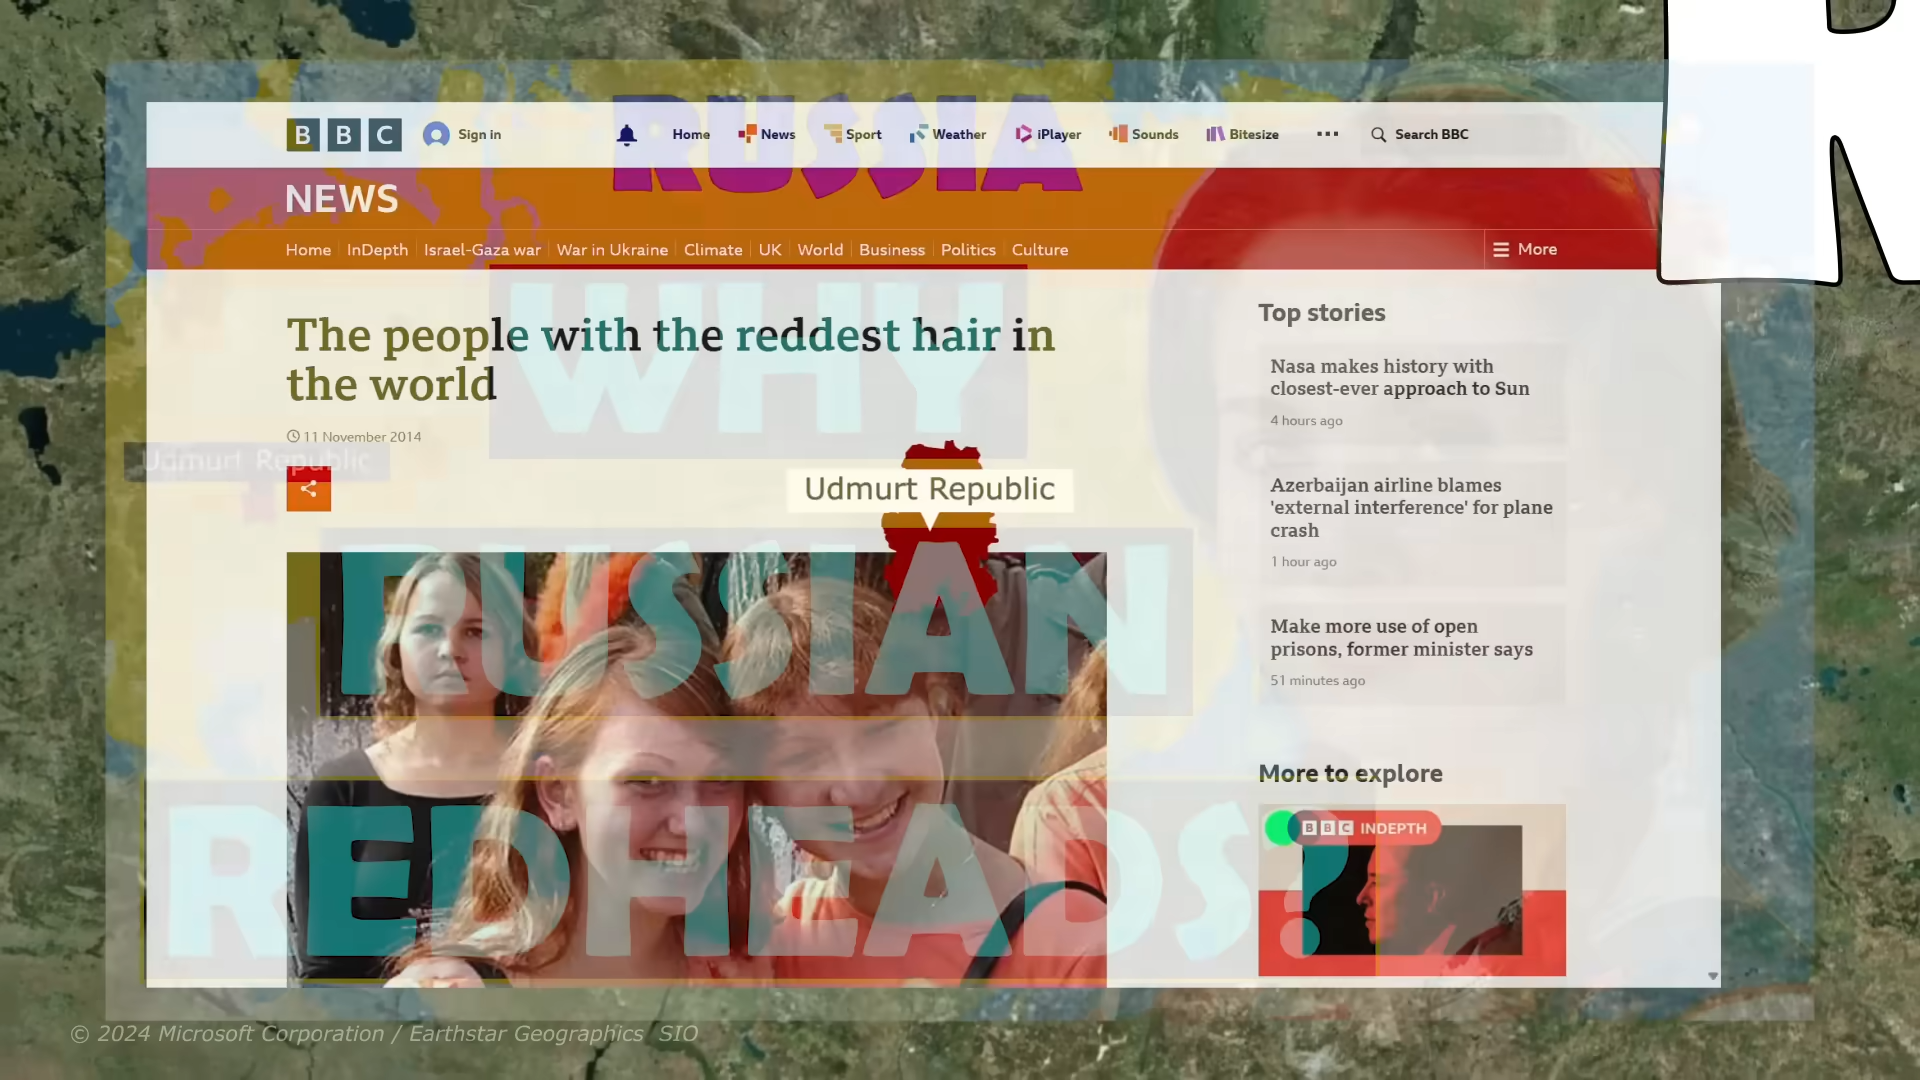 RUSSIA
BBC Sign in Home News Sport Weather iPlayer Sounds Bitesize ... Search BBC
NEWS
Home InDepth Israel-Gaza war War in Ukraine Climate UK World Business Politics Culture More
WHY
The people with the reddest hair in
the world
11 November 2014
Udmurt Republic
Udmurt Republic
RUSSIAN
REDHEADS?
Top stories
Nasa makes history with
closest-ever approach to Sun
4 hours ago
Azerbaijan airline blames
'external interference' for plane
crash
1 hour ago
Make more use of open
prisons, former minister says
51 minutes ago
More to explore
BBC INDEPTH
© 2024 Microsoft Corporation / Earthstar Geographics SIO